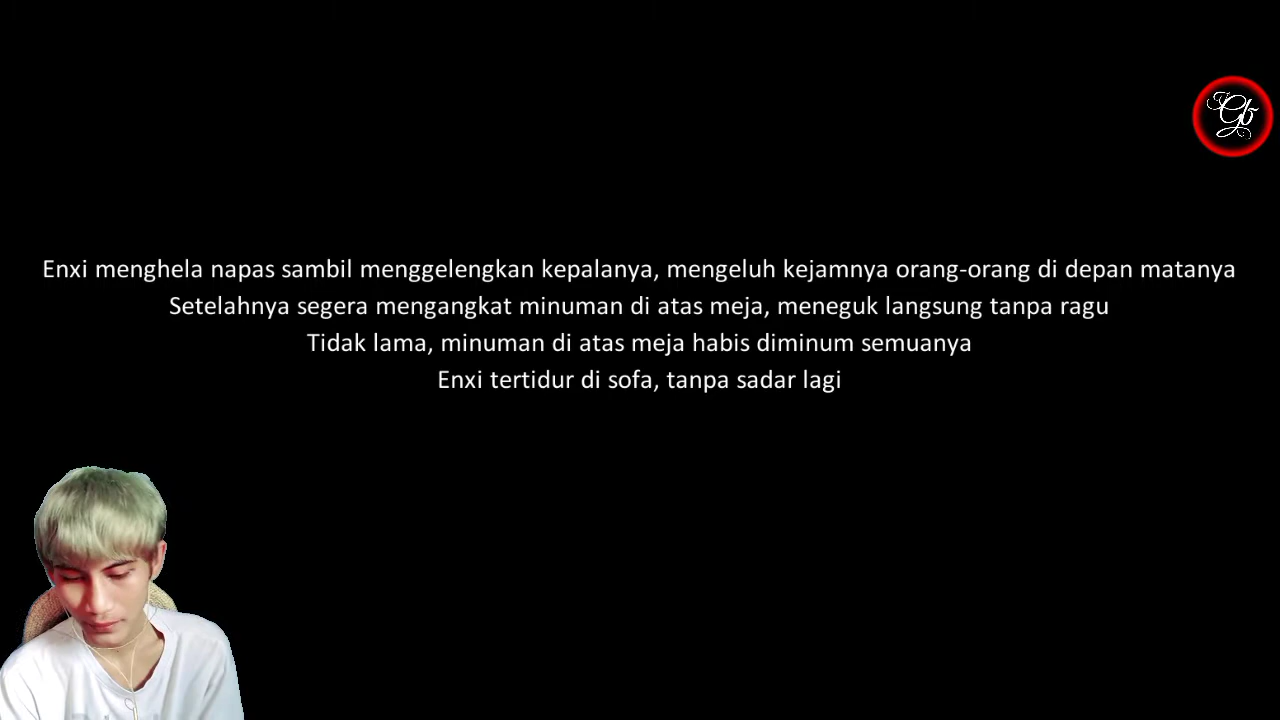 Enxi menghela napas sambil menggelengkan kepalanya, mengeluh kejamnya orang-orang di depan matanya
Setelahnya segera mengangkat minuman di atas meja, meneguk langsung tanpa ragu
Tidak lama, minuman di atas meja habis diminum semuanya
Enxi tertidur di sofa, tanpa sadar lagi